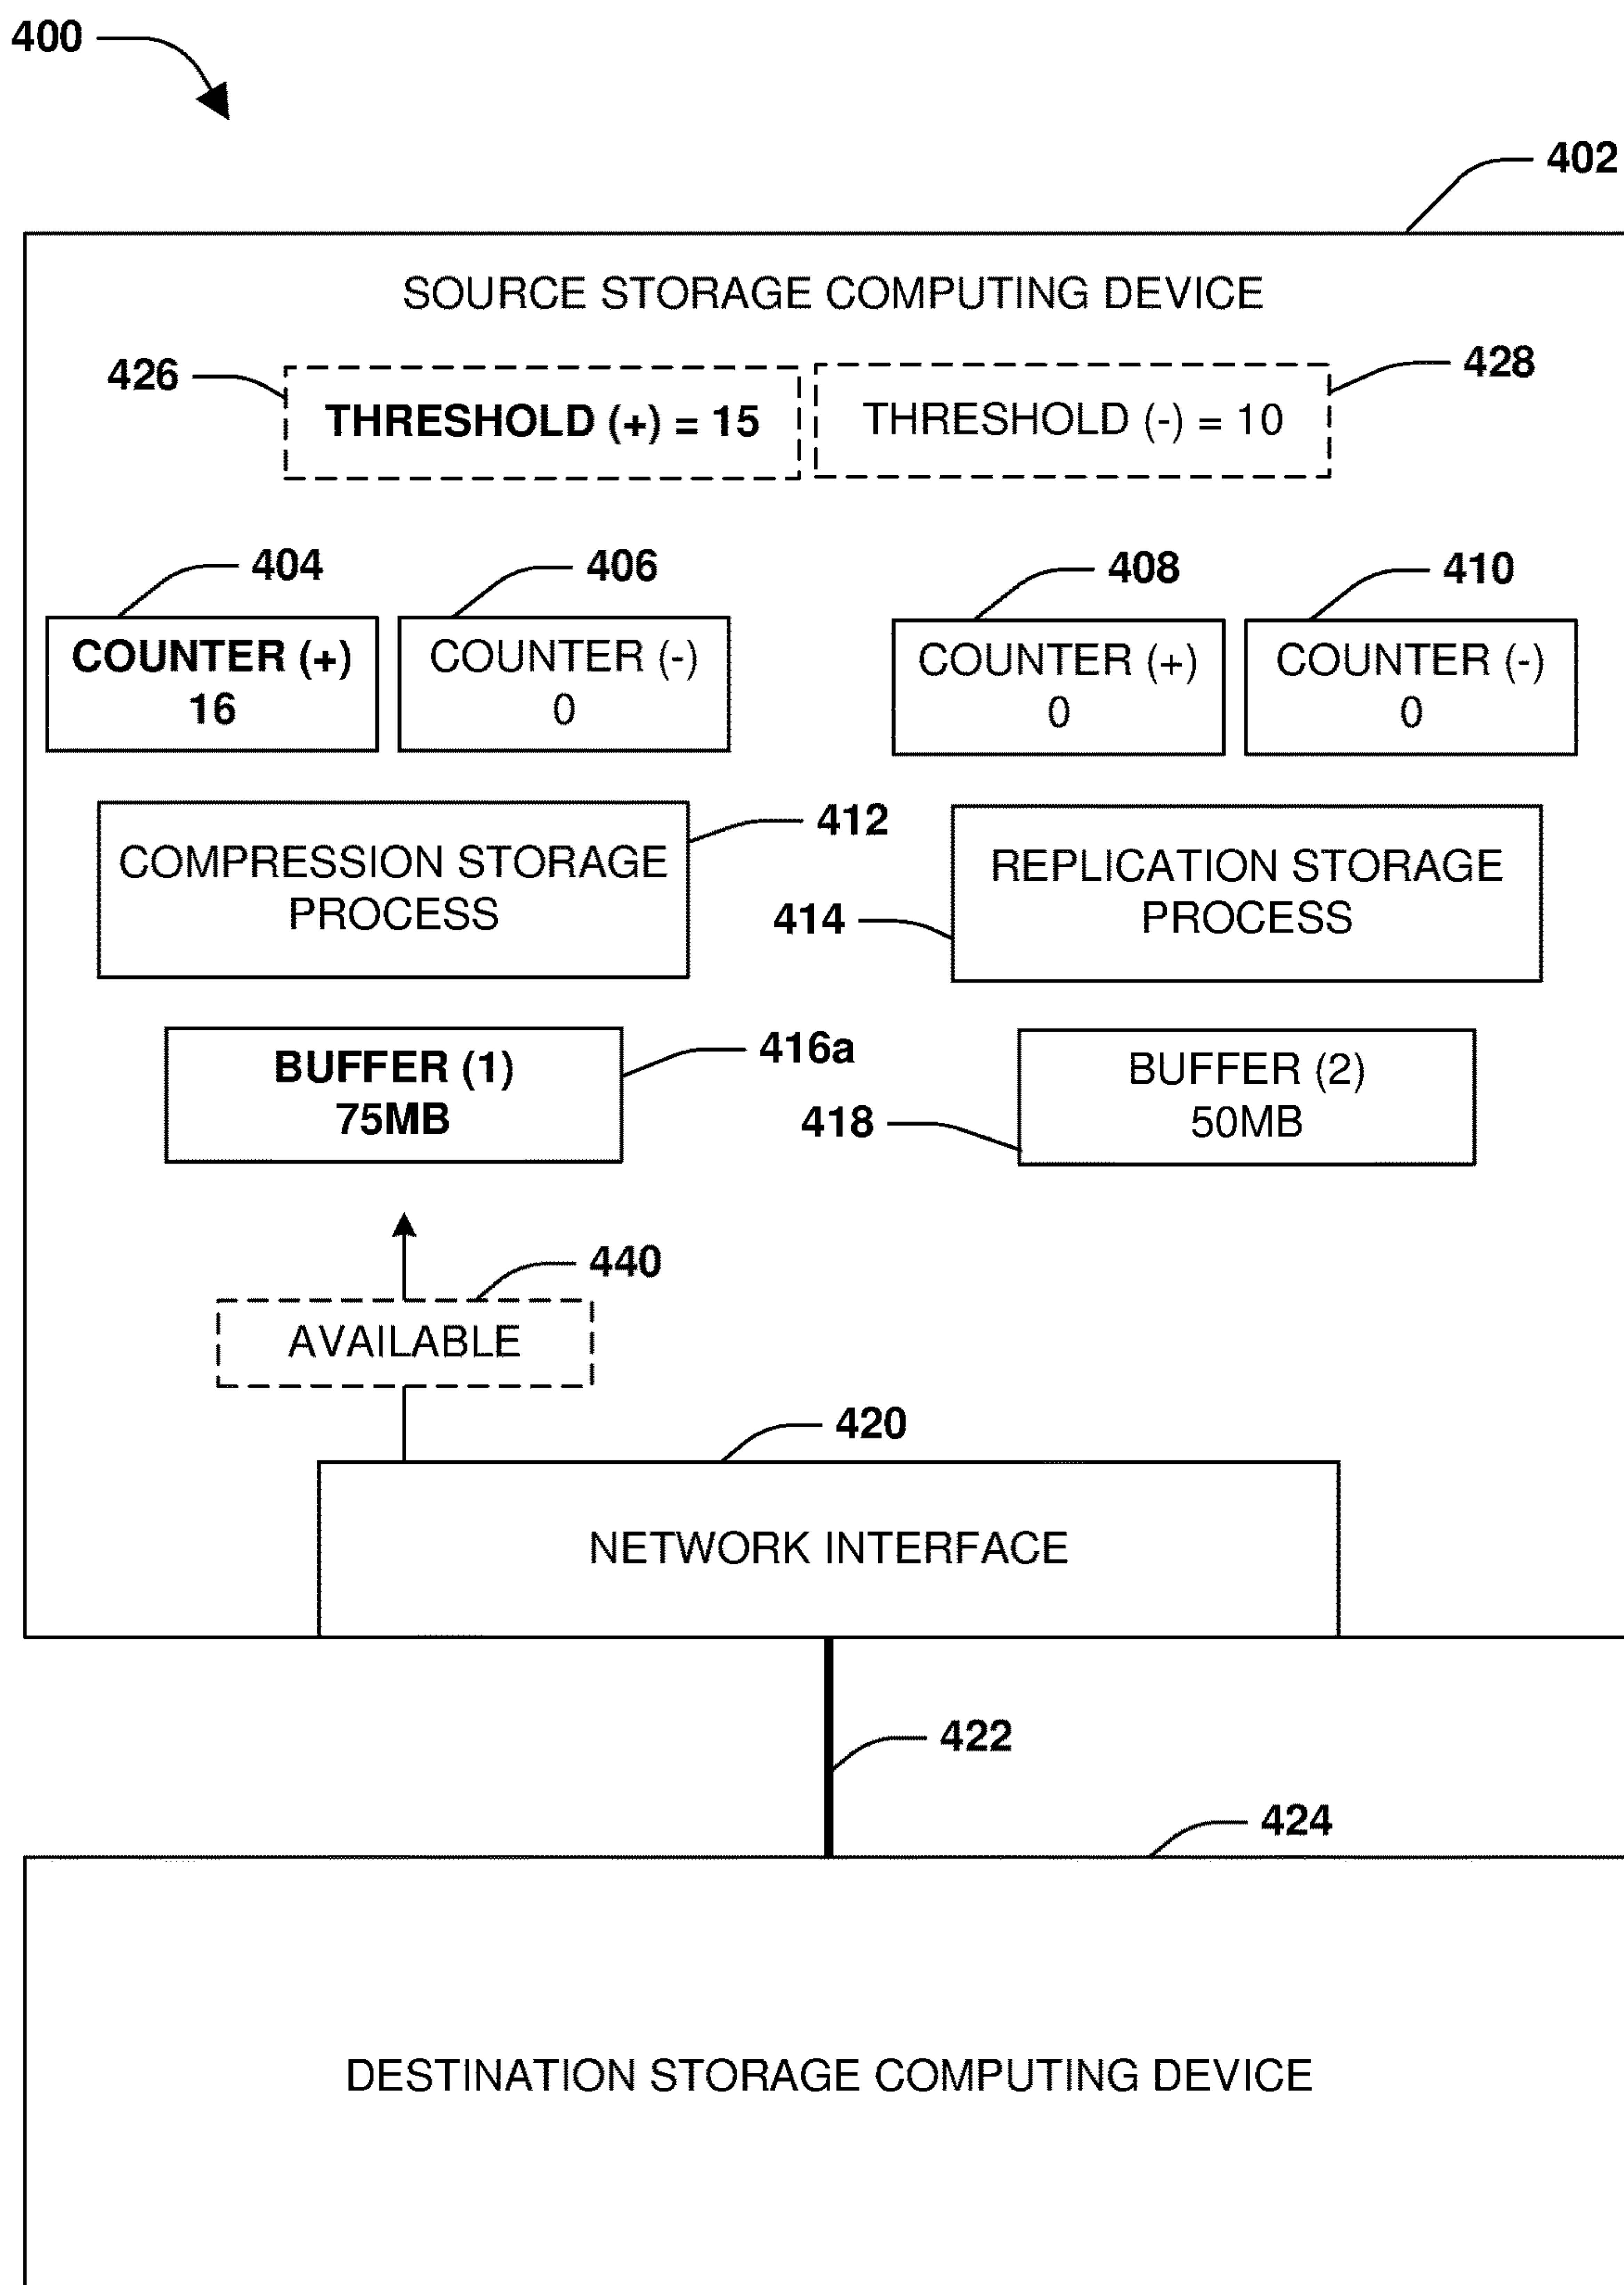 400
402
SOURCE STORAGE COMPUTING DEVICE
426
THRESHOLD (+) = 15
THRESHOLD (-) = 10
428
404
406
408
410
COUNTER (+)
16
COUNTER (-)
0
COUNTER (+)
0
COUNTER (-)
0
COMPRESSION STORAGE
PROCESS
412
REPLICATION STORAGE
PROCESS
414
BUFFER (1)
75MB
416a
BUFFER (2)
50MB
418
440
AVAILABLE
420
NETWORK INTERFACE
422
424
DESTINATION STORAGE COMPUTING DEVICE